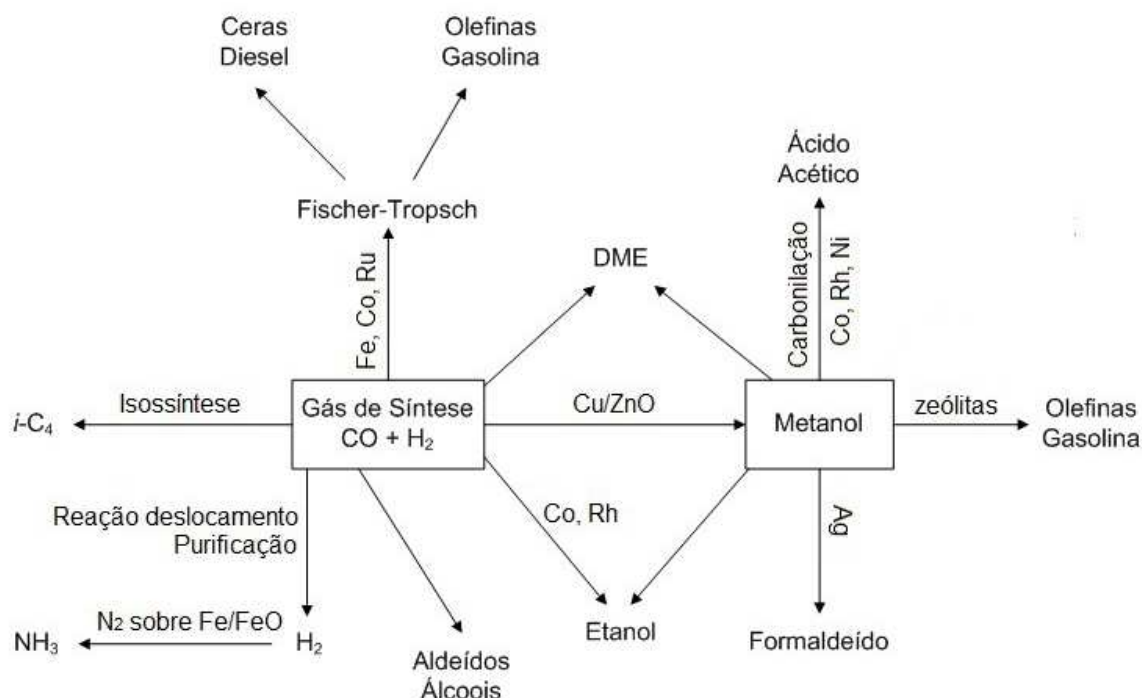 Ceras
Diesel
Olefinas
Gasolina
Fischer-Tropsch
Ácido
Acético
DME
Fe, Co, Ru
Carbonilação
Co, Rh, Ni
i-C4
Isossíntese
Gás de Síntese
CO + H2
Cu/ZnO
Metanol
zeólitas
Olefinas
Gasolina
Reação deslocamento
Purificação
Co, Rh
Ag
NH3
N2 sobre Fe/FeO
H2
Aldeídos
Álcoois
Etanol
Formaldeído